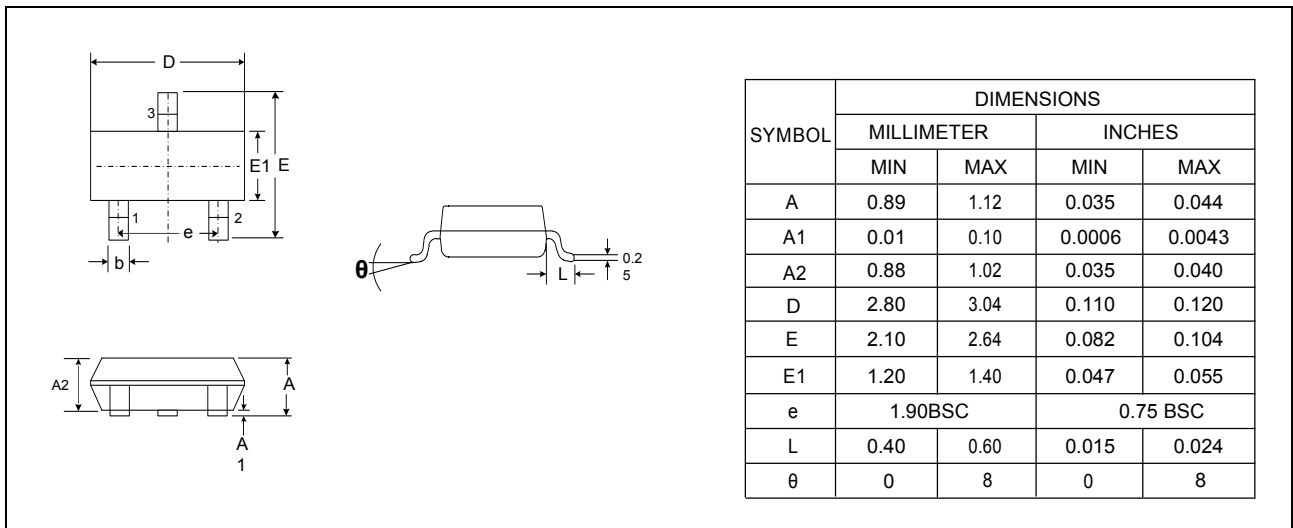 D
3
E1 E
1
2
e
b
θ
L
0.2
5
A2
A
A
1
DIMENSIONS
SYMBOL MILLIMETER INCHES
MIN MAX MIN MAX
A 0.89 1.12 0.035 0.044
A1 0.01 0.10 0.0006 0.0043
A2 0.88 1.02 0.035 0.040
D 2.80 3.04 0.110 0.120
E 2.10 2.64 0.082 0.104
E1 1.20 1.40 0.047 0.055
e 1.90BSC 0.75 BSC
L 0.40 0.60 0.015 0.024
θ 0 8 0 8